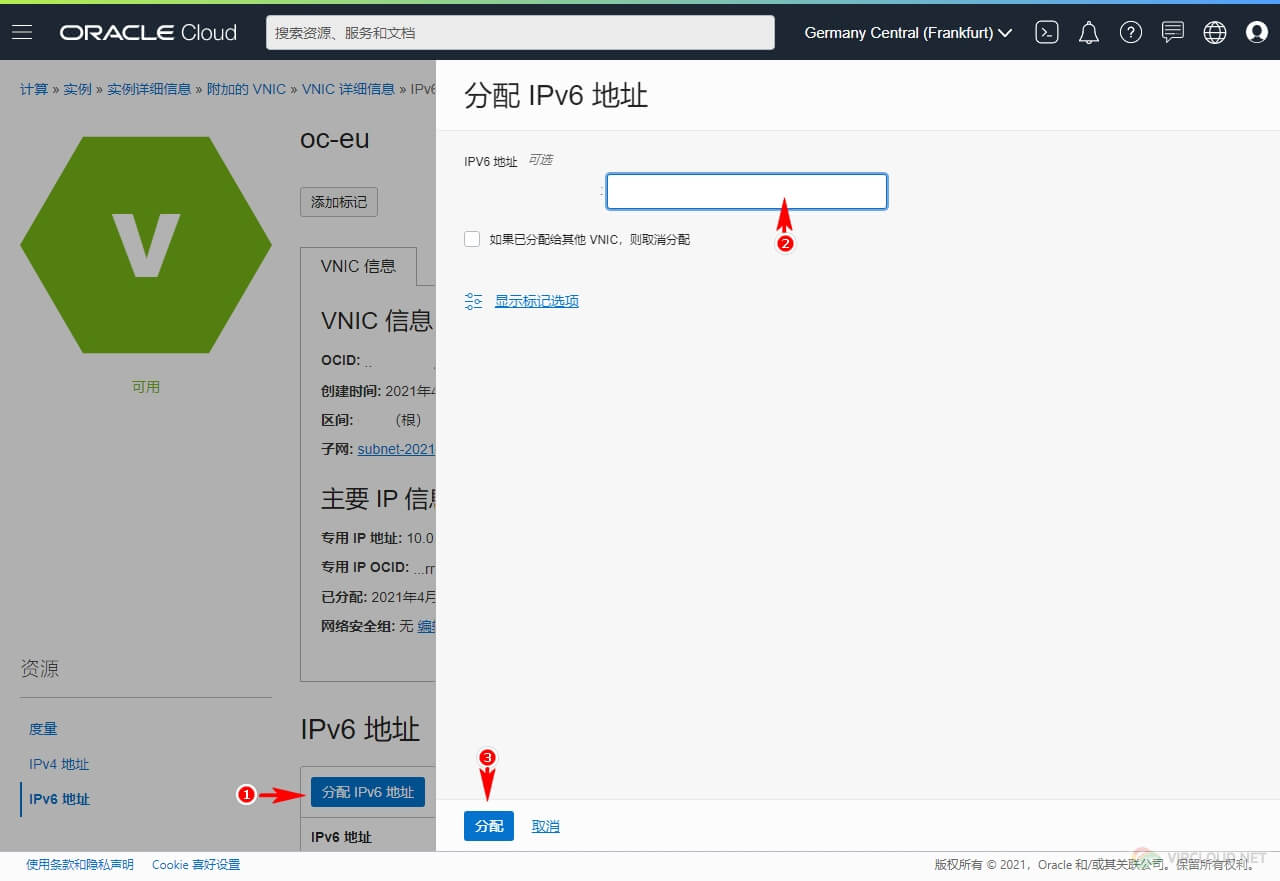 ORACLE Cloud
搜索资源、服务和文档
Germany Central (Frankfurt)
计算 » 实例 » 实例详细信息 » 附加的 VNIC » VNIC 详细信息 » IPv6
V
可用
oc-eu
添加标记
VNIC 信息
VNIC 信息
OCID: ..
创建时间: 2021年4
区间: （根）
子网: subnet-2021
主要 IP 信息
专用 IP 地址: 10.0
专用 IP OCID: ...rr
已分配: 2021年4月
网络安全组: 无 编辑
资源
度量
IPv4 地址
IPv6 地址
IPv6 地址
1
分配 IPv6 地址
IPv6 地址
分配 IPv6 地址
IPV6 地址 可选
:
2
如果已分配给其他 VNIC，则取消分配
显示标记选项
3
分配 取消
使用条款和隐私声明 Cookie 喜好设置
版权所有 © 2021，Oracle 和/或其关联公司。保留所有权利。
VIRCLOUD.NET